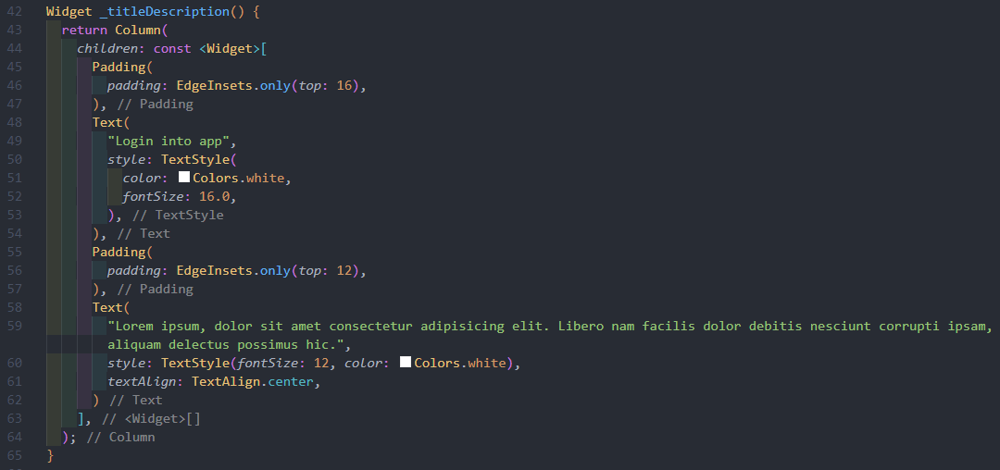 42 Widget _titleDescription() {
43   return Column(
44     children: const <Widget>[
45       Padding(
46         padding: EdgeInsets.only(top: 16),
47       ), // Padding
48       Text(
49         "Login into app",
50         style: TextStyle(
51           color: Colors.white,
52           fontSize: 16.0,
53         ), // TextStyle
54       ), // Text
55       Padding(
56         padding: EdgeInsets.only(top: 12),
57       ), // Padding
58       Text(
59         "Lorem ipsum, dolor sit amet consectetur adipisicing elit. Libero nam facilis dolor debitis nesciunt corrupti ipsam,
        aliquam delectus possimus hic.",
60         style: TextStyle(fontSize: 12, color: Colors.white),
61         textAlign: TextAlign.center,
62       ) // Text
63     ], // <Widget>[]
64   ); // Column
65 }